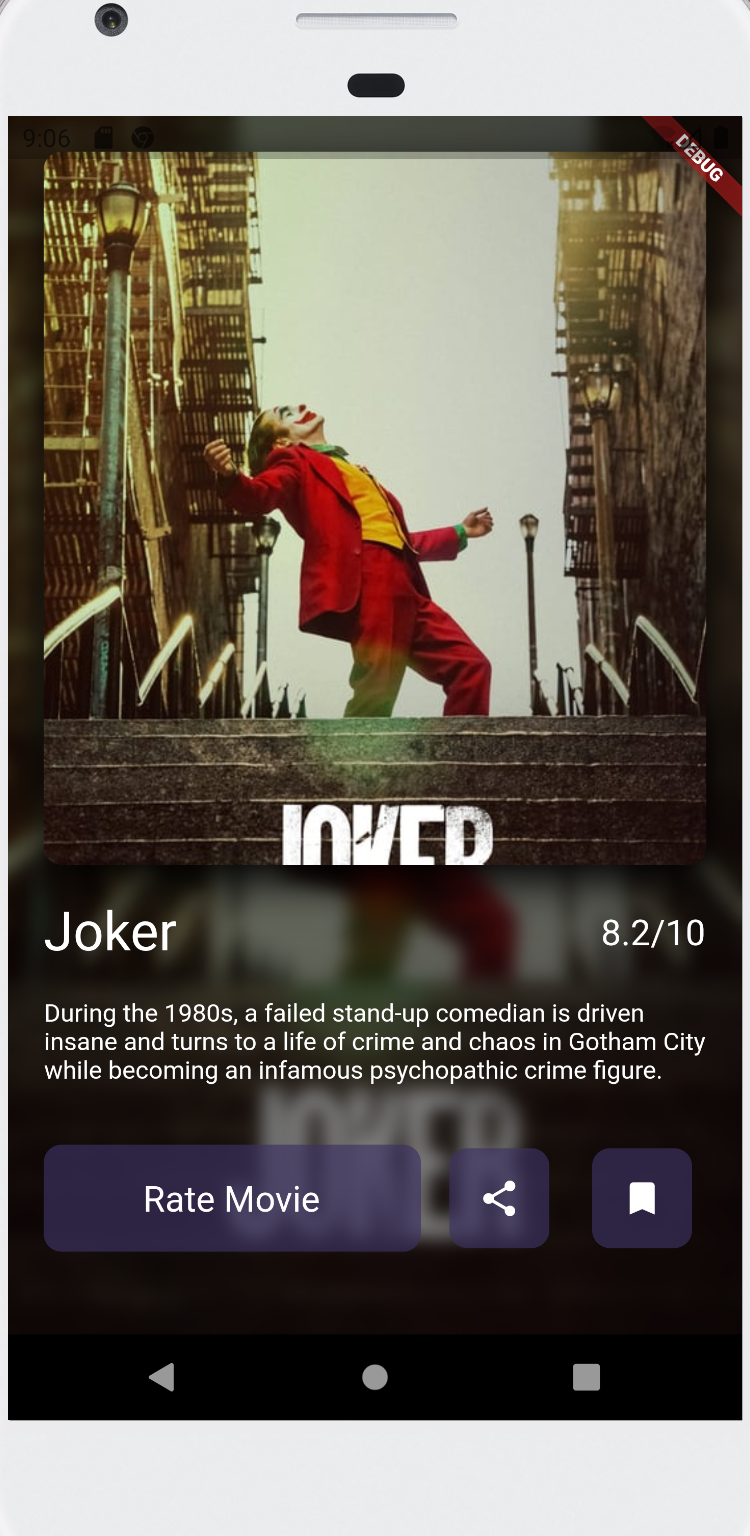 9:06
DEBUG
JOKER
Joker
8.2/10
During the 1980s, a failed stand-up comedian is driven
insane and turns to a life of crime and chaos in Gotham City
while becoming an infamous psychopathic crime figure.
JOKER
Rate Movie